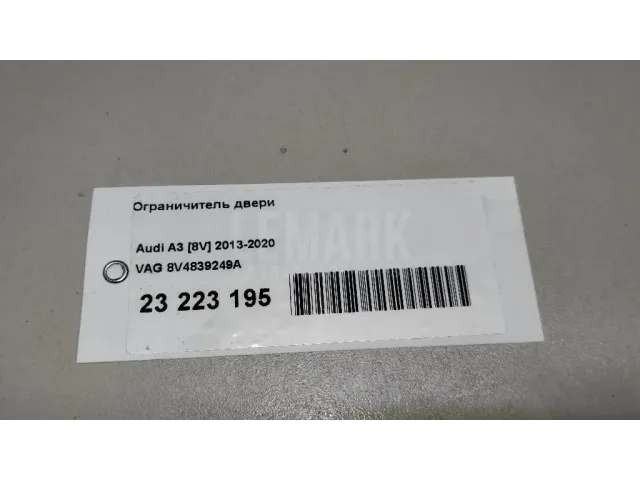 Ограничитель двери
Audi A3 [8V] 2013-2020
VAG 8V4839249A
23 223 195